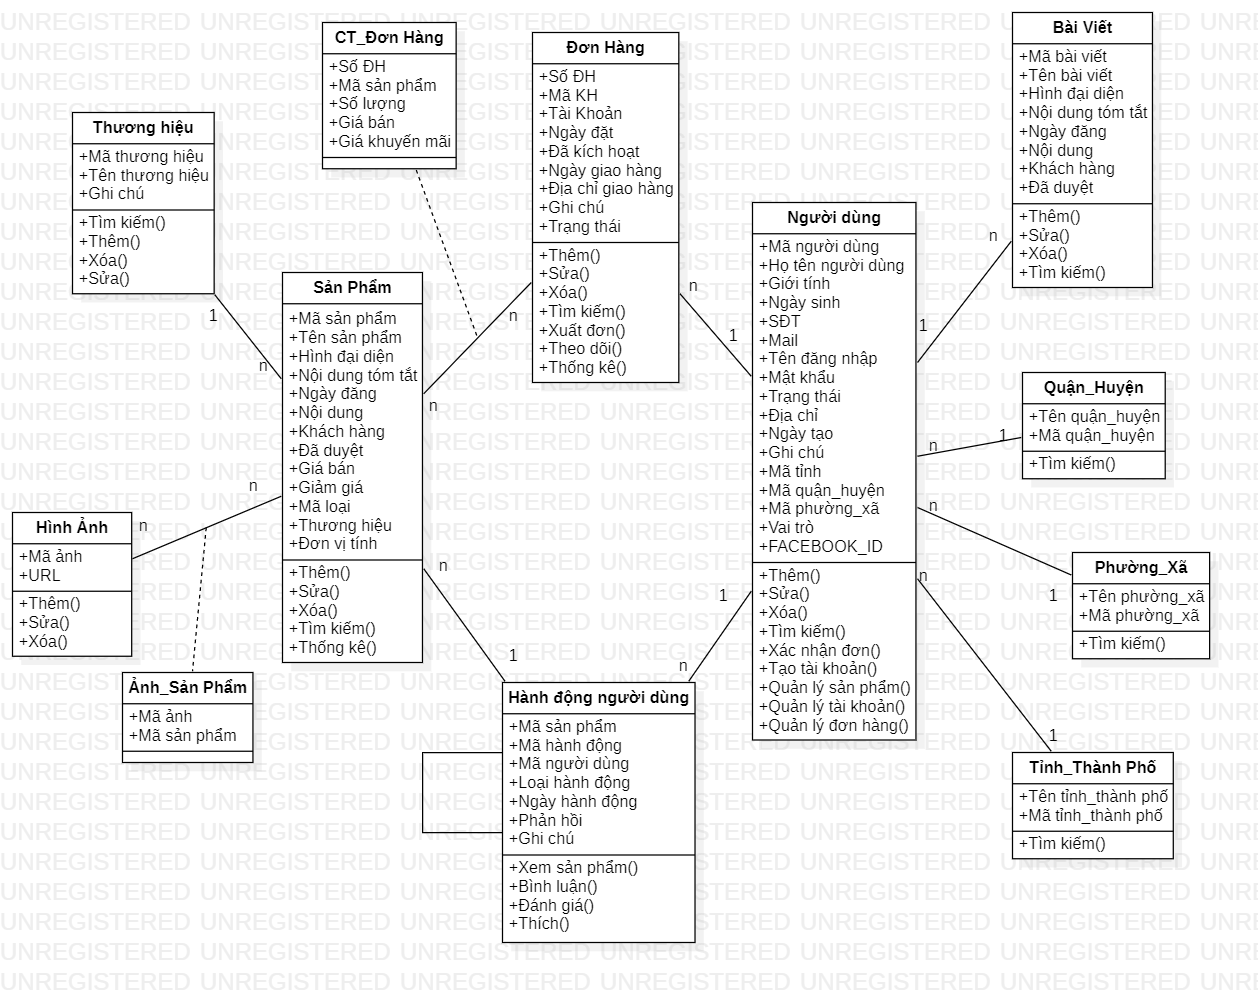 CT_Đơn Hàng
+Số ĐH
+Mã sản phẩm
+Số lượng
+Giá bán
+Giá khuyến mãi
Đơn Hàng
+Số ĐH
+Mã KH
+Tài Khoản
+Ngày đặt
+Đã kích hoạt
+Ngày giao hàng
+Địa chỉ giao hàng
+Ghi chú
+Trạng thái
+Thêm()
+Sửa()
+Xóa()
+Tìm kiếm()
+Xuất đơn()
+Theo dõi()
+Thống kê()
Bài Viết
+Mã bài viết
+Tên bài viết
+Hình đại diện
+Nội dung tóm tắt
+Ngày đăng
+Nội dung
+Khách hàng
+Đã duyệt
+Thêm()
+Sửa()
+Xóa()
+Tìm kiếm()
Thương hiệu
+Mã thương hiệu
+Tên thương hiệu
+Ghi chú
+Tìm kiếm()
+Thêm()
+Xóa()
+Sửa()
Người dùng
+Mã người dùng
+Họ tên người dùng
+Giới tính
+Ngày sinh
+SĐT
+Mail
+Tên đăng nhập
+Mật khẩu
+Trạng thái
+Địa chỉ
+Ngày tạo
+Ghi chú
+Mã tỉnh
+Mã quận_huyện
+Mã phường_xã
+Vai trò
+FACEBOOK_ID
+Thêm()
+Sửa()
+Xóa()
+Tìm kiếm()
+Xác nhận đơn()
+Tạo tài khoản()
+Quản lý sản phẩm()
+Quản lý tài khoản()
+Quản lý đơn hàng()
Sản Phẩm
+Mã sản phẩm
+Tên sản phẩm
+Hình đại diện
+Nội dung tóm tắt
+Ngày đăng
+Nội dung
+Khách hàng
+Đã duyệt
+Giá bán
+Giảm giá
+Mã loại
+Thương hiệu
+Đơn vị tính
+Thêm()
+Sửa()
+Xóa()
+Tìm kiếm()
+Thống kê()
Quận_Huyện
+Tên quận_huyện
+Mã quận_huyện
+Tìm kiếm()
Hình Ảnh
+Mã ảnh
+URL
+Thêm()
+Sửa()
+Xóa()
Phường_Xã
+Tên phường_xã
+Mã phường_xã
+Tìm kiếm()
Ảnh_Sản Phẩm
+Mã ảnh
+Mã sản phẩm
Hành động người dùng
+Mã sản phẩm
+Mã hành động
+Mã người dùng
+Loại hành động
+Ngày hành động
+Phản hồi
+Ghi chú
+Xem sản phẩm()
+Bình luận()
+Đánh giá()
+Thích()
Tỉnh_Thành Phố
+Tên tỉnh_thành phố
+Mã tỉnh_thành phố
+Tìm kiếm()
1
n
n
n
n
1
n
1
n
1
n
1
n
1
n
n
n
1
1
n
UNREGISTERED